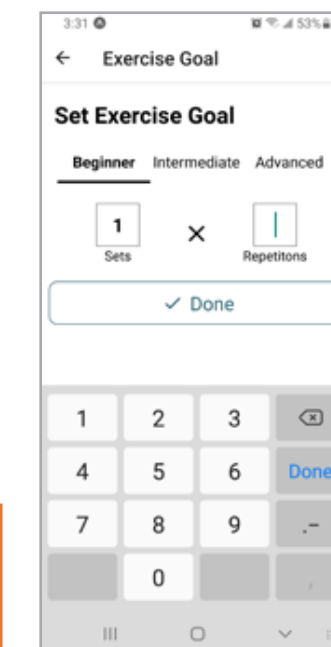 3:31 53%
Exercise Goal
Set Exercise Goal
Beginner Intermediate Advanced
1 ×
Sets Repetitons
✓ Done
1 2 3
4 5 6 Done
7 8 9 .-
0 ,